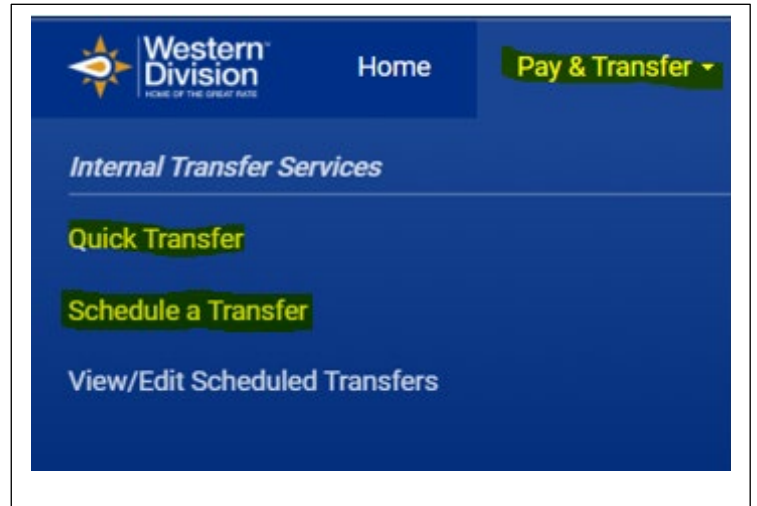 Western
Division
HOME OF THE GREAT RATE
Home
Pay & Transfer
Internal Transfer Services
Quick Transfer
Schedule a Transfer
View/Edit Scheduled Transfers